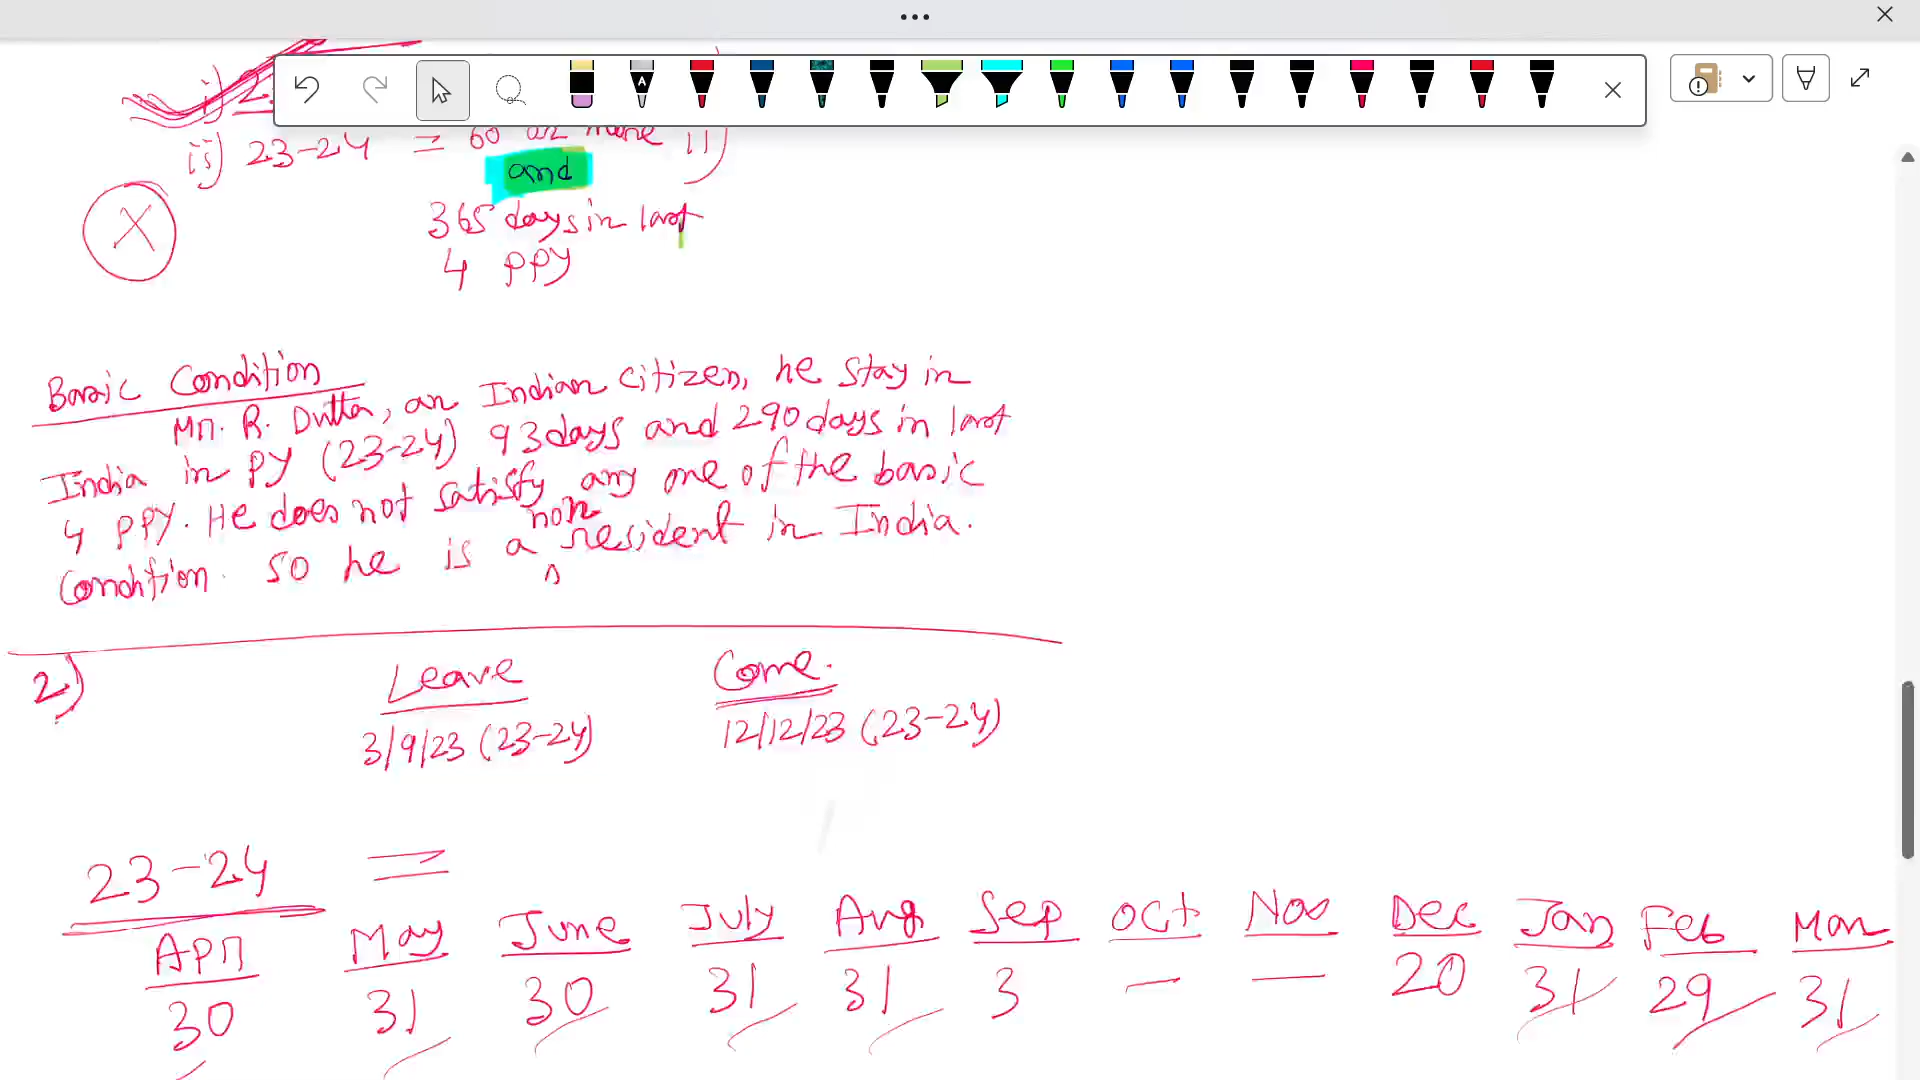 ii) 23-24 = 60 or more ii)
and
365 days in last
4 PPY
X
Basic Condition
Mr. R. Dutta, an Indian citizen, he stay in
India in PY (23-24) 93 days and 290 days in last
4 PPY. He does not satisfy any one of the basic
non
Condition. So he is a resident in India.
2)
Leave Come.
3/9/23 (23-24) 12/12/23 (23-24)
23-24 =
Apr May June July Aug Sep Oct Nov Dec Jan Feb Mar
30 31 30 31 31 3 — — 20 31 29 31